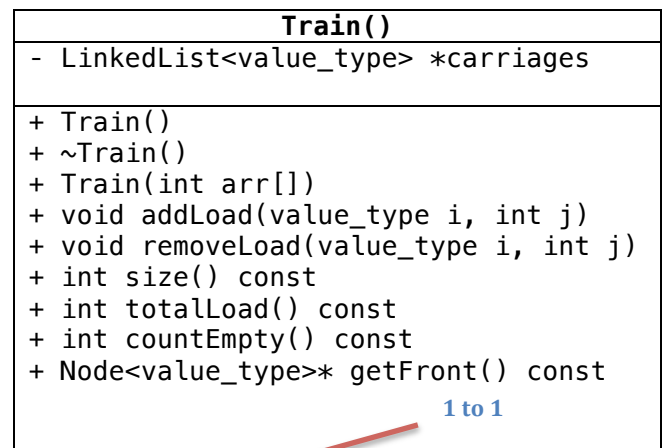 Train()
- LinkedList<value_type> *carriages
+ Train()
+ ~Train()
+ Train(int arr[])
+ void addLoad(value_type i, int j)
+ void removeLoad(value_type i, int j)
+ int size() const
+ int totalLoad() const
+ int countEmpty() const
+ Node<value_type>* getFront() const
1 to 1